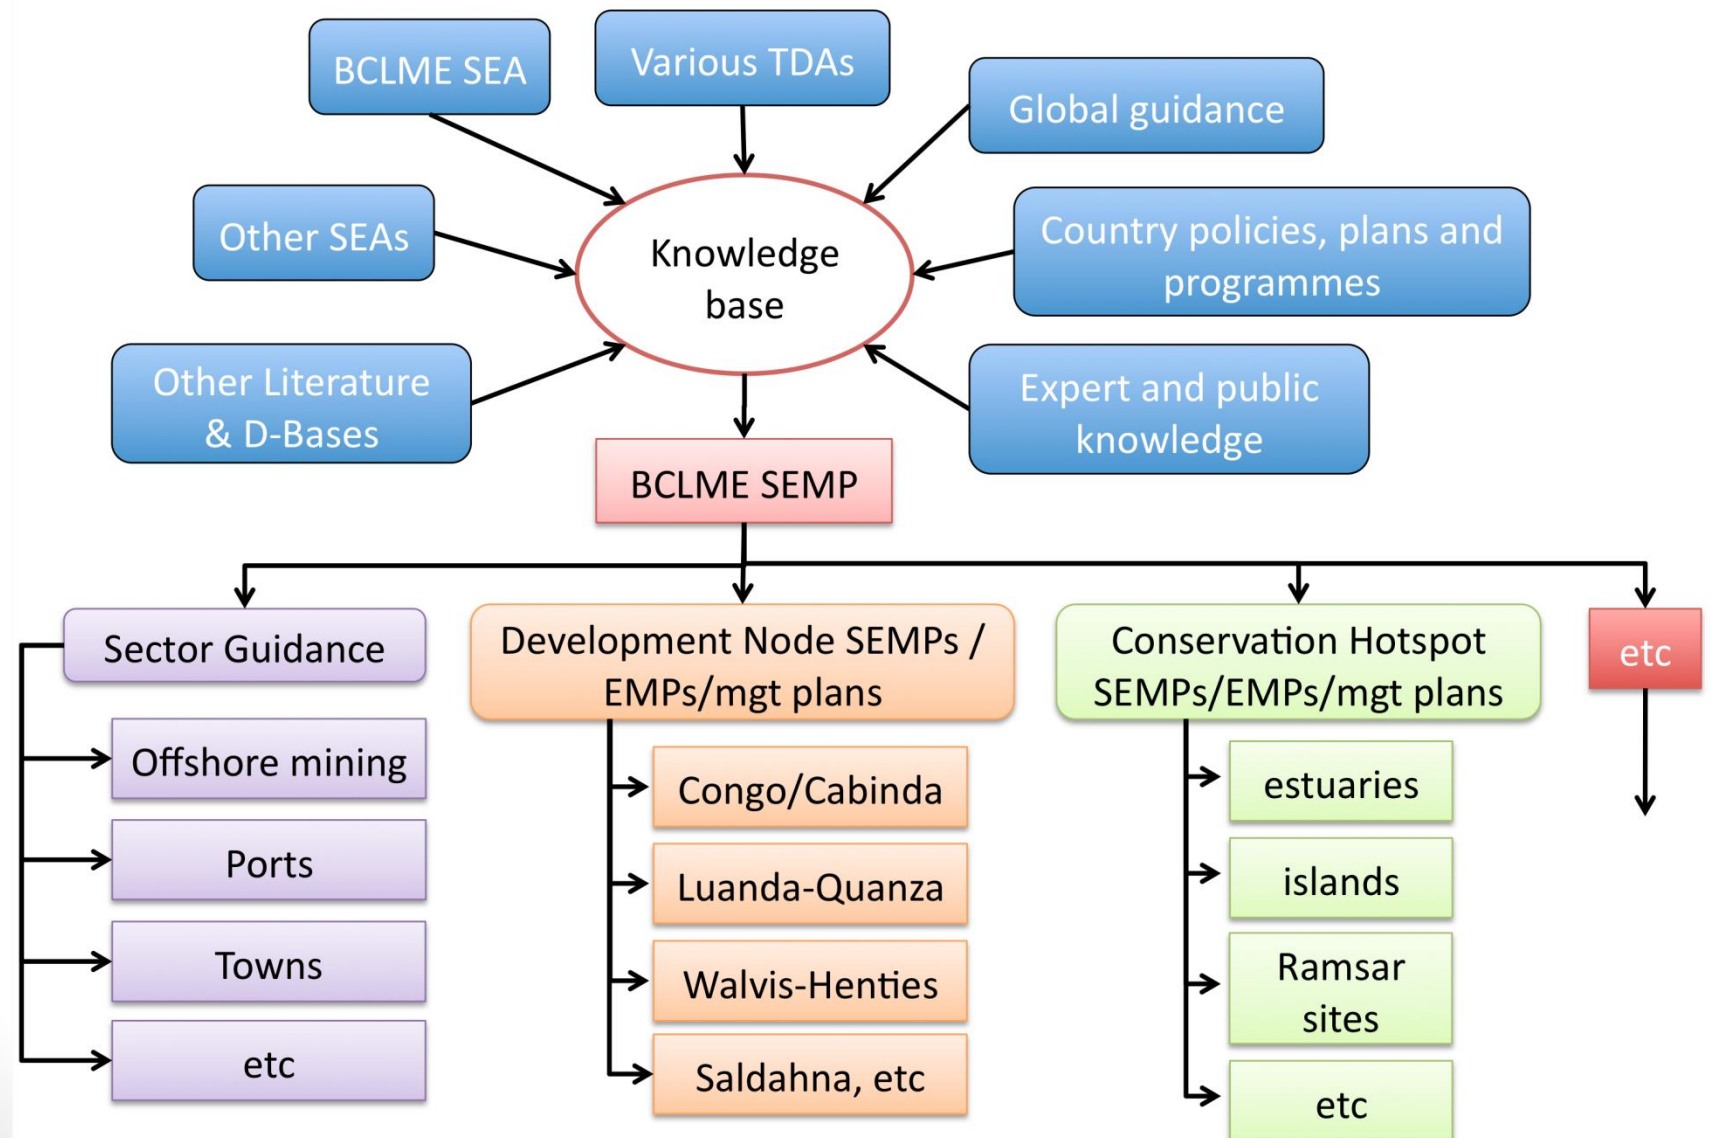 BCLME SEA
Various TDAs
Global guidance
Other SEAs
Knowledge
base
Country policies, plans and
programmes
Other Literature
& D-Bases
Expert and public
knowledge
BCLME SEMP
Sector Guidance
Offshore mining
Ports
Towns
etc
Development Node SEMPs /
EMPs/mgt plans
Congo/Cabinda
Luanda-Quanza
Walvis-Henties
Saldahna, etc
Conservation Hotspot
SEMPs/EMPs/mgt plans
estuaries
islands
Ramsar
sites
etc
etc